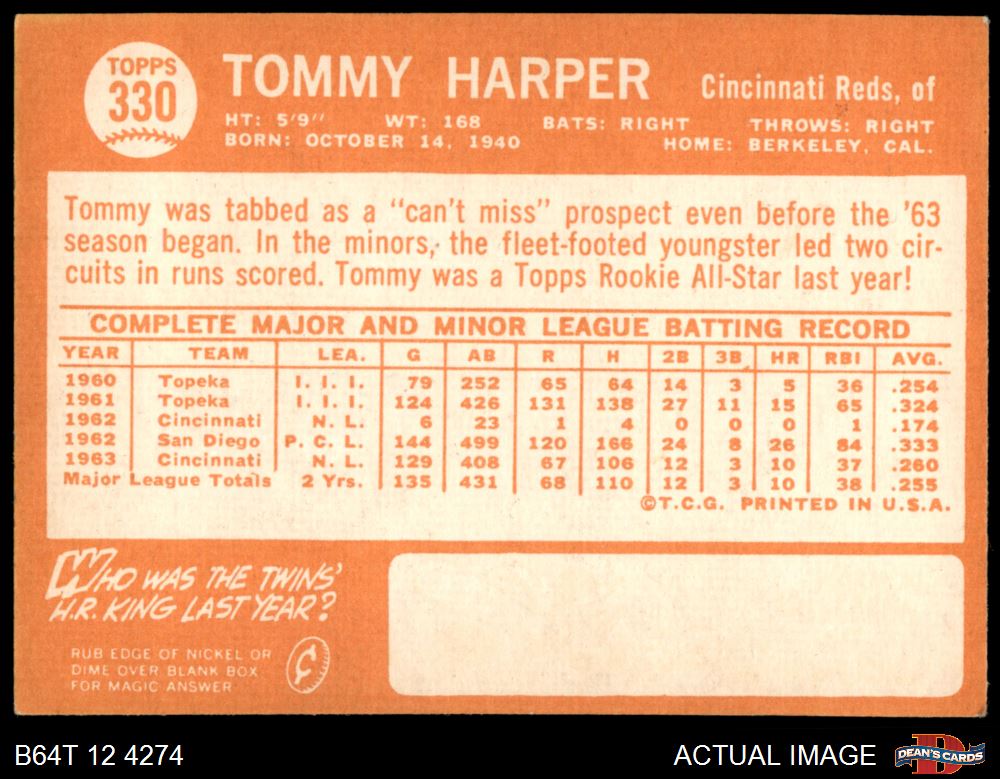 TOPPS
330
TOMMY HARPER Cincinnati Reds, of
HT: 5'9" WT: 168 BATS: RIGHT THROWS: RIGHT
BORN: OCTOBER 14, 1940 HOME: BERKELEY, CAL.
Tommy was tabbed as a "can't miss" prospect even before the '63
season began. In the minors, the fleet-footed youngster led two cir-
cuits in runs scored. Tommy was a Topps Rookie All-Star last year!
COMPLETE MAJOR AND MINOR LEAGUE BATTING RECORD
YEAR TEAM LEA. G AB R H 2B 3B HR RBI AVG.
1960 Topeka I. I. I. 79 252 65 64 14 3 5 36 .254
1961 Topeka I. I. I. 124 426 131 138 27 11 15 65 .324
1962 Cincinnati N. L. 6 23 1 4 0 0 0 1 .174
1962 San Diego P. C. L. 144 499 120 166 24 8 26 84 .333
1963 Cincinnati N. L. 129 408 67 106 12 3 10 37 .260
Major League Totals 2 Yrs. 135 431 68 110 12 3 10 38 .255
©T.C.G. PRINTED IN U.S.A.
WHO WAS THE TWINS'
H.R. KING LAST YEAR?
RUB EDGE OF NICKEL OR
DIME OVER BLANK BOX
FOR MAGIC ANSWER
¢
B64T 12 4274 ACTUAL IMAGE DEAN'S CARDS